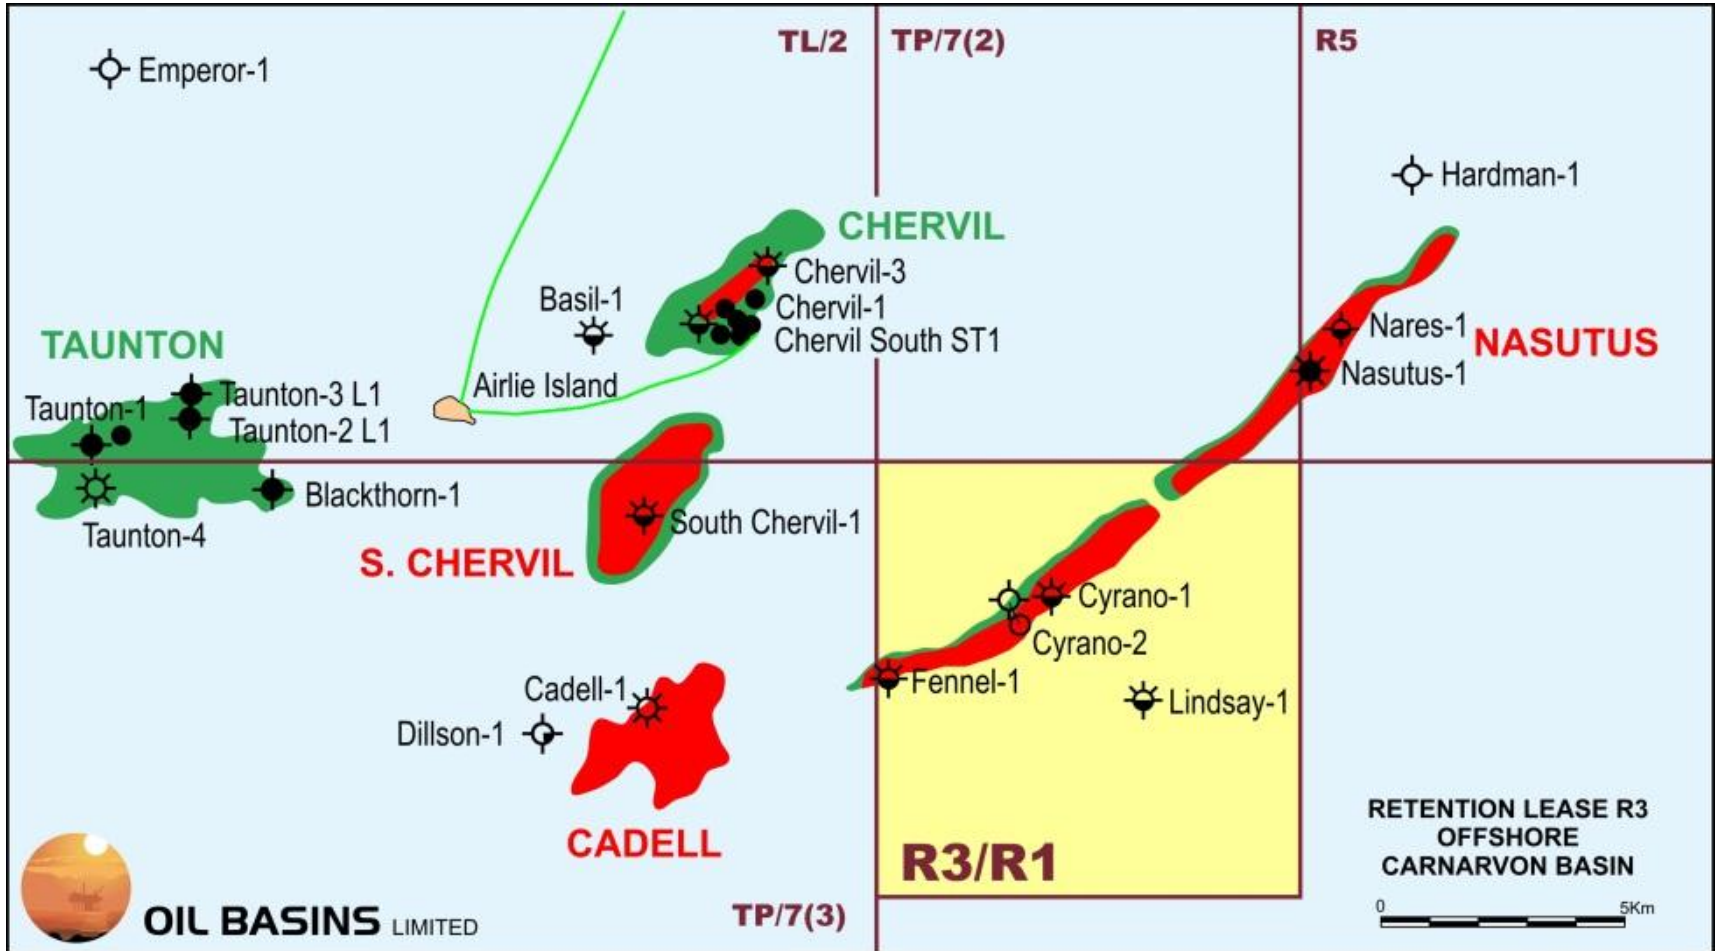 TL/2
TP/7(2)
R5
Emperor-1
Hardman-1
CHERVIL
Chervil-3
Basil-1
Chervil-1
Chervil South ST1
Nares-1
NASUTUS
Nasutus-1
TAUNTON
Airlie Island
Taunton-3 L1
Taunton-1
Taunton-2 L1
Blackthorn-1
Taunton-4
South Chervil-1
S. CHERVIL
Cyrano-1
Cyrano-2
Fennel-1
Lindsay-1
Cadell-1
Dillson-1
CADELL
R3/R1
RETENTION LEASE R3
OFFSHORE
CARNARVON BASIN
0 5Km
TP/7(3)
OIL BASINS LIMITED